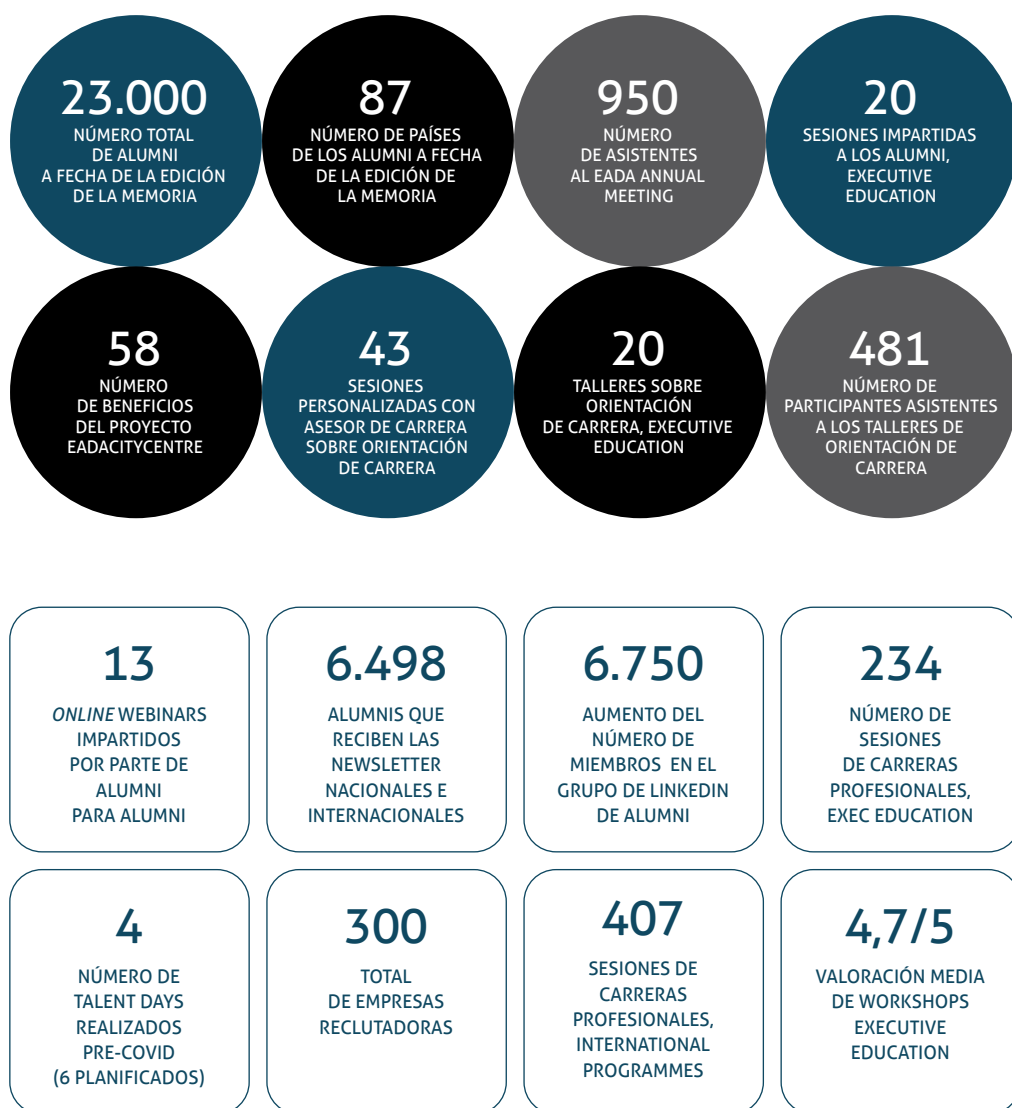 23.000
NÚMERO TOTAL
DE ALUMNI
A FECHA DE LA EDICIÓN
DE LA MEMORIA
87
NÚMERO DE PAÍSES
DE LOS ALUMNI A FECHA
DE LA EDICIÓN DE
LA MEMORIA
950
NÚMERO
DE ASISTENTES
AL EADA ANNUAL
MEETING
20
SESIONES IMPARTIDAS
A LOS ALUMNI,
EXECUTIVE
EDUCATION
58
NÚMERO
DE BENEFICIOS
DEL PROYECTO
EADACITYCENTRE
43
SESIONES
PERSONALIZADAS CON
ASESOR DE CARRERA
SOBRE ORIENTACIÓN
DE CARRERA
20
TALLERES SOBRE
ORIENTACIÓN
DE CARRERA, EXECUTIVE
EDUCATION
481
NÚMERO DE
PARTICIPANTES ASISTENTES
A LOS TALLERES DE
ORIENTACIÓN DE
CARRERA
13
ONLINE WEBINARS
IMPARTIDOS
POR PARTE DE
ALUMNI
PARA ALUMNI
6.498
ALUMNIS QUE
RECIBEN LAS
NEWSLETTER
NACIONALES E
INTERNACIONALES
6.750
AUMENTO DEL
NÚMERO DE
MIEMBROS EN EL
GRUPO DE LINKEDIN
DE ALUMNI
234
NÚMERO DE
SESIONES
DE CARRERAS
PROFESIONALES,
EXEC EDUCATION
4
NÚMERO DE
TALENT DAYS
REALIZADOS
PRE-COVID
(6 PLANIFICADOS)
300
TOTAL
DE EMPRESAS
RECLUTADORAS
407
SESIONES DE
CARRERAS
PROFESIONALES,
INTERNATIONAL
PROGRAMMES
4,7/5
VALORACIÓN MEDIA
DE WORKSHOPS
EXECUTIVE
EDUCATION